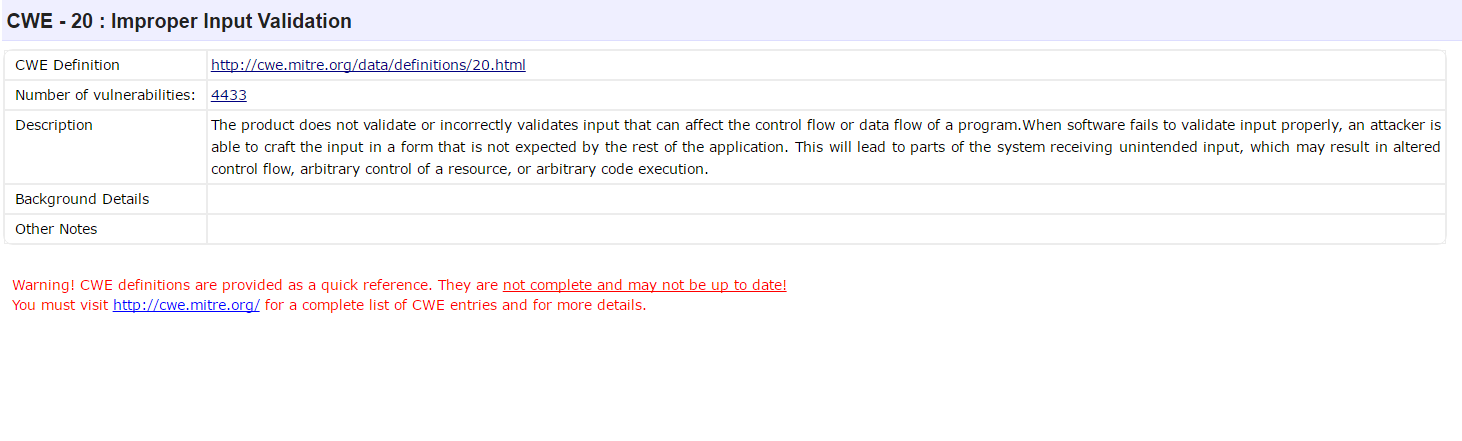 CWE - 20 : Improper Input Validation
CWE Definition http://cwe.mitre.org/data/definitions/20.html
Number of vulnerabilities: 4433
Description The product does not validate or incorrectly validates input that can affect the control flow or data flow of a program.When software fails to validate input properly, an attacker is
able to craft the input in a form that is not expected by the rest of the application. This will lead to parts of the system receiving unintended input, which may result in altered
control flow, arbitrary control of a resource, or arbitrary code execution.
Background Details
Other Notes
Warning! CWE definitions are provided as a quick reference. They are not complete and may not be up to date!
You must visit http://cwe.mitre.org/ for a complete list of CWE entries and for more details.